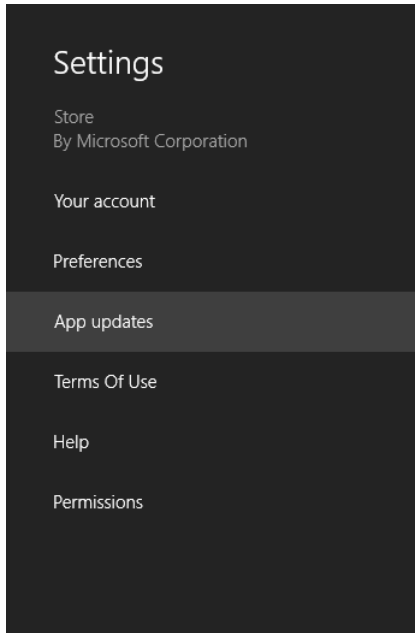 Settings
Store
By Microsoft Corporation
Your account
Preferences
App updates
Terms Of Use
Help
Permissions